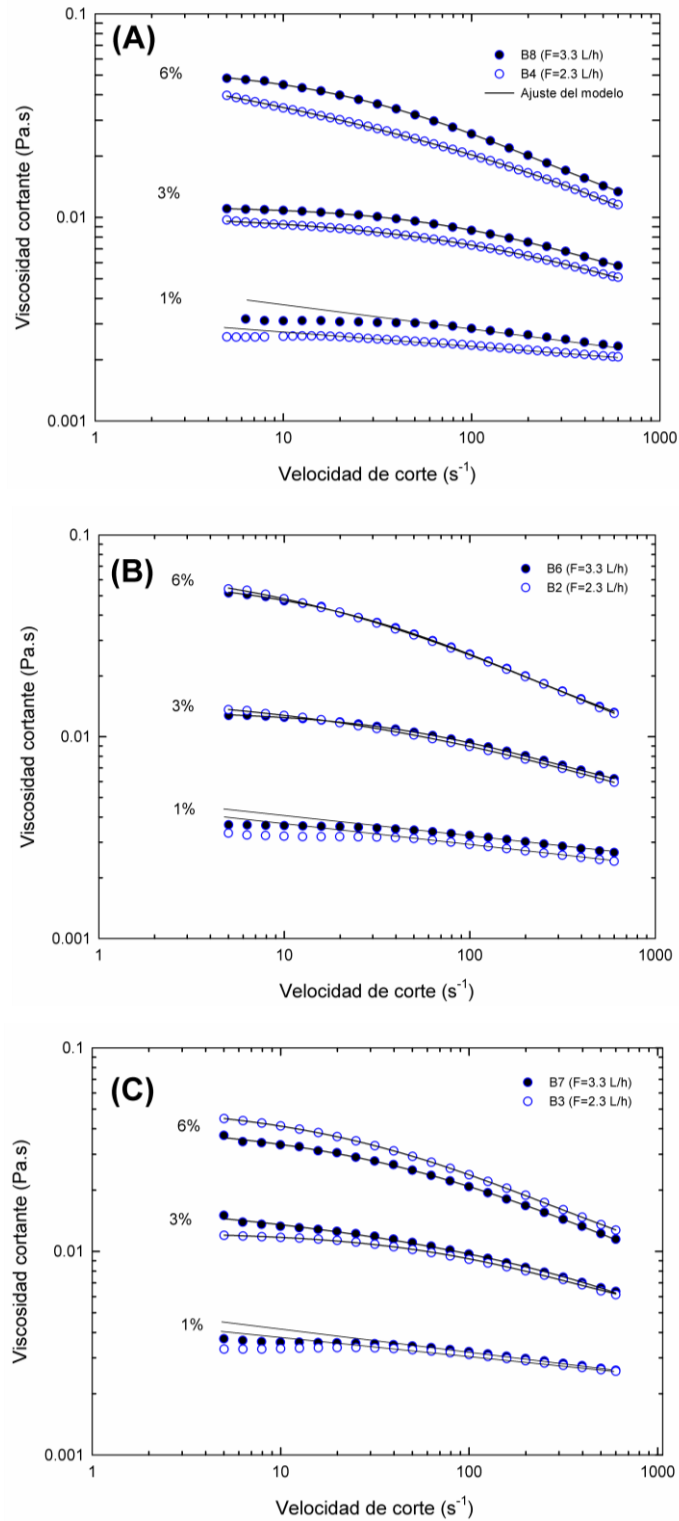 (A)
B8 (F=3.3 L/h)
B4 (F=2.3 L/h)
Ajuste del modelo
6%
3%
1%
0.1
0.01
0.001
Viscosidad cortante (Pa.s)
1 10 100 1000
Velocidad de corte (s⁻¹)
(B)
B6 (F=3.3 L/h)
B2 (F=2.3 L/h)
6%
3%
1%
0.1
0.01
0.001
Viscosidad cortante (Pa.s)
1 10 100 1000
Velocidad de corte (s⁻¹)
(C)
B7 (F=3.3 L/h)
B3 (F=2.3 L/h)
6%
3%
1%
0.1
0.01
0.001
Viscosidad cortante (Pa.s)
1 10 100 1000
Velocidad de corte (s⁻¹)